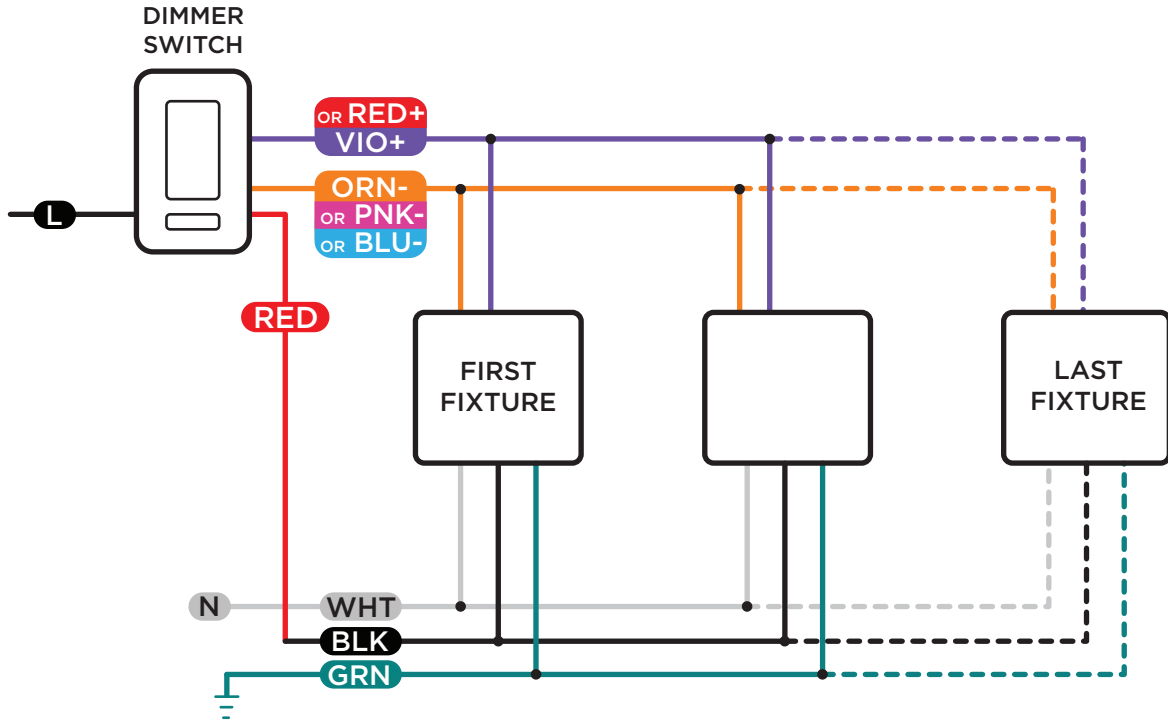 DIMMER
SWITCH
OR RED+
VIO+
ORN-
OR PNK-
OR BLU-
L
RED
FIRST
FIXTURE
LAST
FIXTURE
N
WHT
BLK
GRN